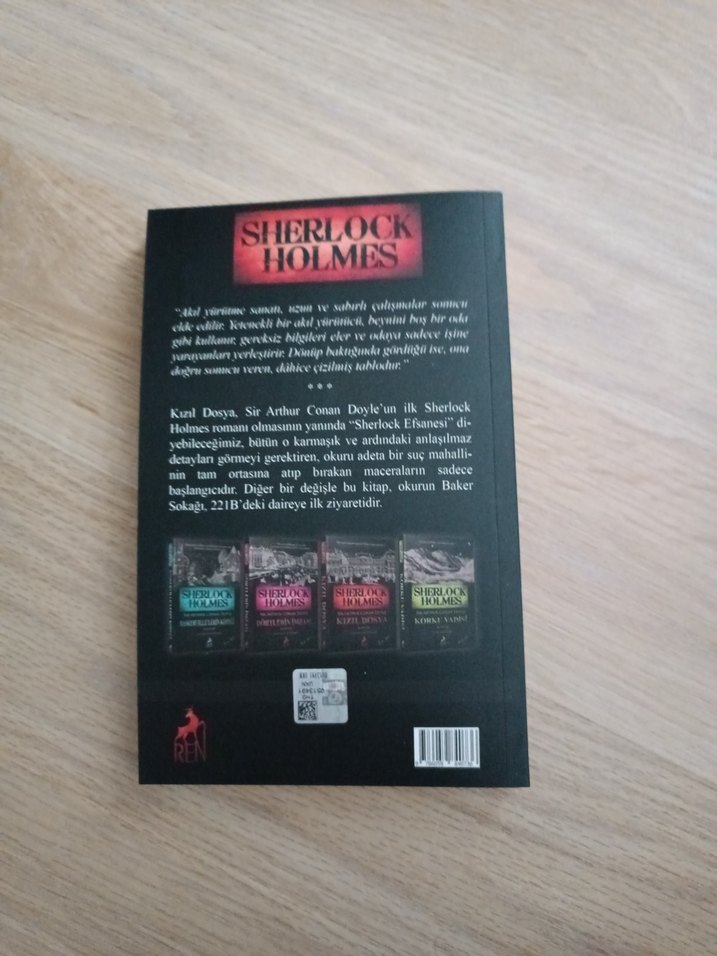 SHERLOCK
HOLMES
"Akıl yürütme sanatı, uzun ve sabırlı çalışmalar sonucu
elde edilir. Yetenekli bir akıl yürütücü, beynini boş bir oda
gibi kullanır, gereksiz bilgileri eler ve odaya sadece işine
yarayanları yerleştirir. Dönüp baktığında gördüğü ise, ona
doğru sonucu veren, dâhice çizilmiş tablodur."
* * *
Kızıl Dosya, Sir Arthur Conan Doyle'un ilk Sherlock
Holmes romanı olmasının yanında "Sherlock Efsanesi" di-
yebileceğimiz, bütün o karmaşık ve ardındaki anlaşılmaz
detayları görmeyi gerektiren, okuru adeta bir suç mahalli-
nin tam ortasına atıp bırakan maceraların sadece
başlangıcıdır. Diğer bir değişle bu kitap, okurun Baker
Sokağı, 221B'deki daireye ilk ziyaretidir.
SHERLOCK
HOLMES
BASKERVILLE'LERİN KÖPEĞİ
SHERLOCK
HOLMES
DÖRTLERİN İMZASI
KIZIL DOSYA
SHERLOCK
HOLMES
KIZIL DOSYA
SHERLOCK
HOLMES
KORKU VADİSİ
REN